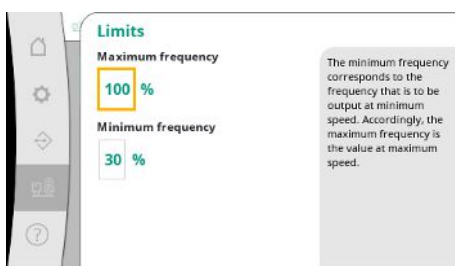 Limits
Maximum frequency
100 %
Minimum frequency
30 %
The minimum frequency
corresponds to the
frequency that is to be
output at minimum
speed. Accordingly, the
maximum frequency is
the value at maximum
speed.
?